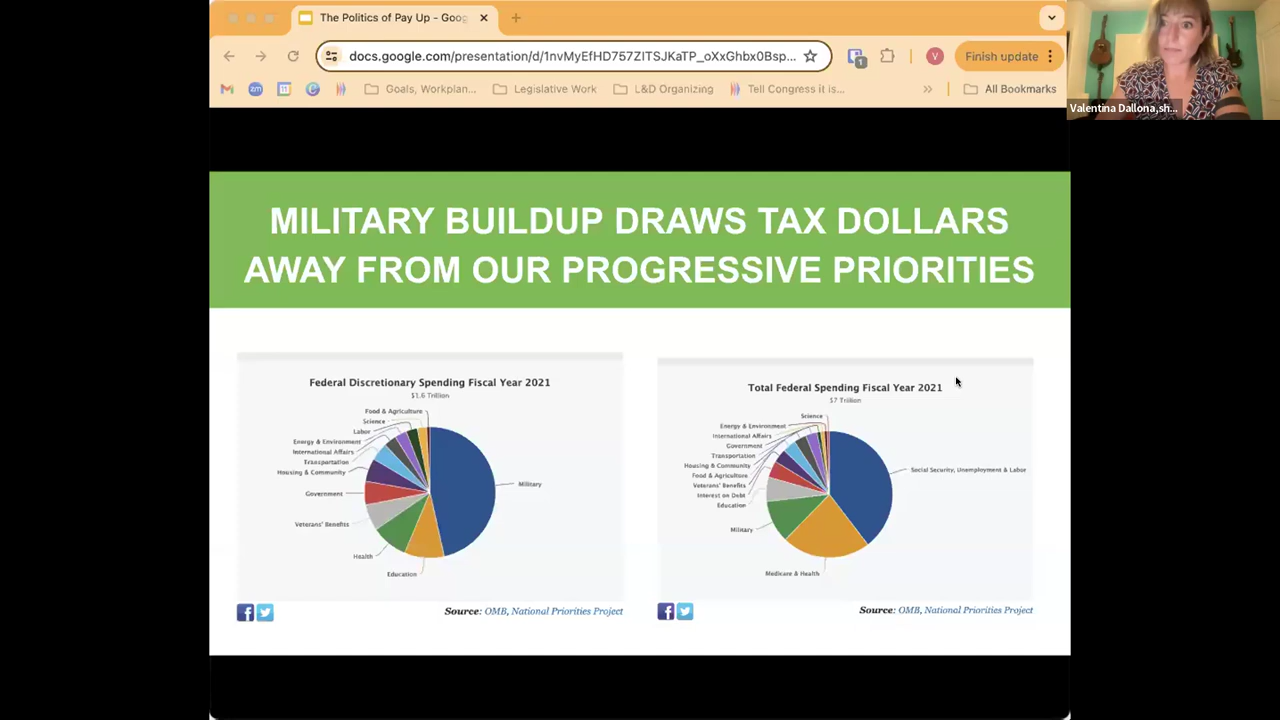 The Politics of Pay Up - Goog
docs.google.com/presentation/d/1nvMyEfHD757ZITSJKaTP_oXxGhbx0Bsp...
1
V
Finish update
31
Goals, Workplan...
Legislative Work
L&D Organizing
Tell Congress it is...
All Bookmarks
Valentina Dallona,sh...
MILITARY BUILDUP DRAWS TAX DOLLARS
AWAY FROM OUR PROGRESSIVE PRIORITIES
Federal Discretionary Spending Fiscal Year 2021
$1.6 Trillion
Food & Agriculture
Science
Labor
Energy & Environment
International Affairs
Transportation
Housing & Community
Government
Military
Veterans' Benefits
Health
Education
Source: OMB, National Priorities Project
Total Federal Spending Fiscal Year 2021
$7 Trillion
Science
Energy & Environment
International Affairs
Government
Transportation
Housing & Community
Food & Agriculture
Veterans' Benefits
Interest on Debt
Education
Social Security, Unemployment & Labor
Military
Medicare & Health
Source: OMB, National Priorities Project